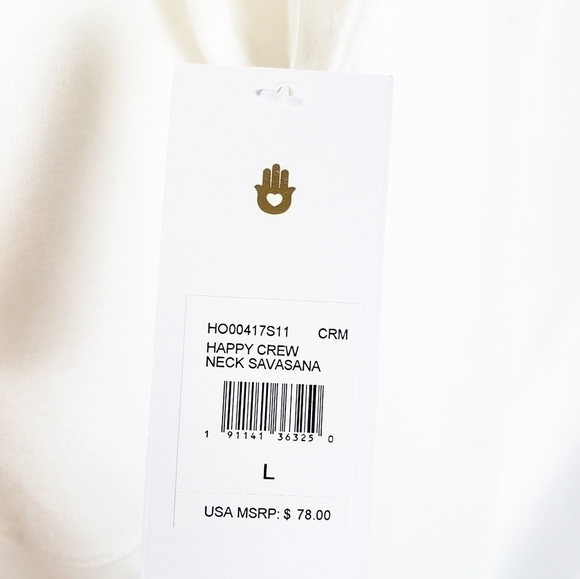 HO00417S11 CRM
HAPPY CREW
NECK SAVASANA
1 91141 36325 0
L
USA MSRP: $ 78.00